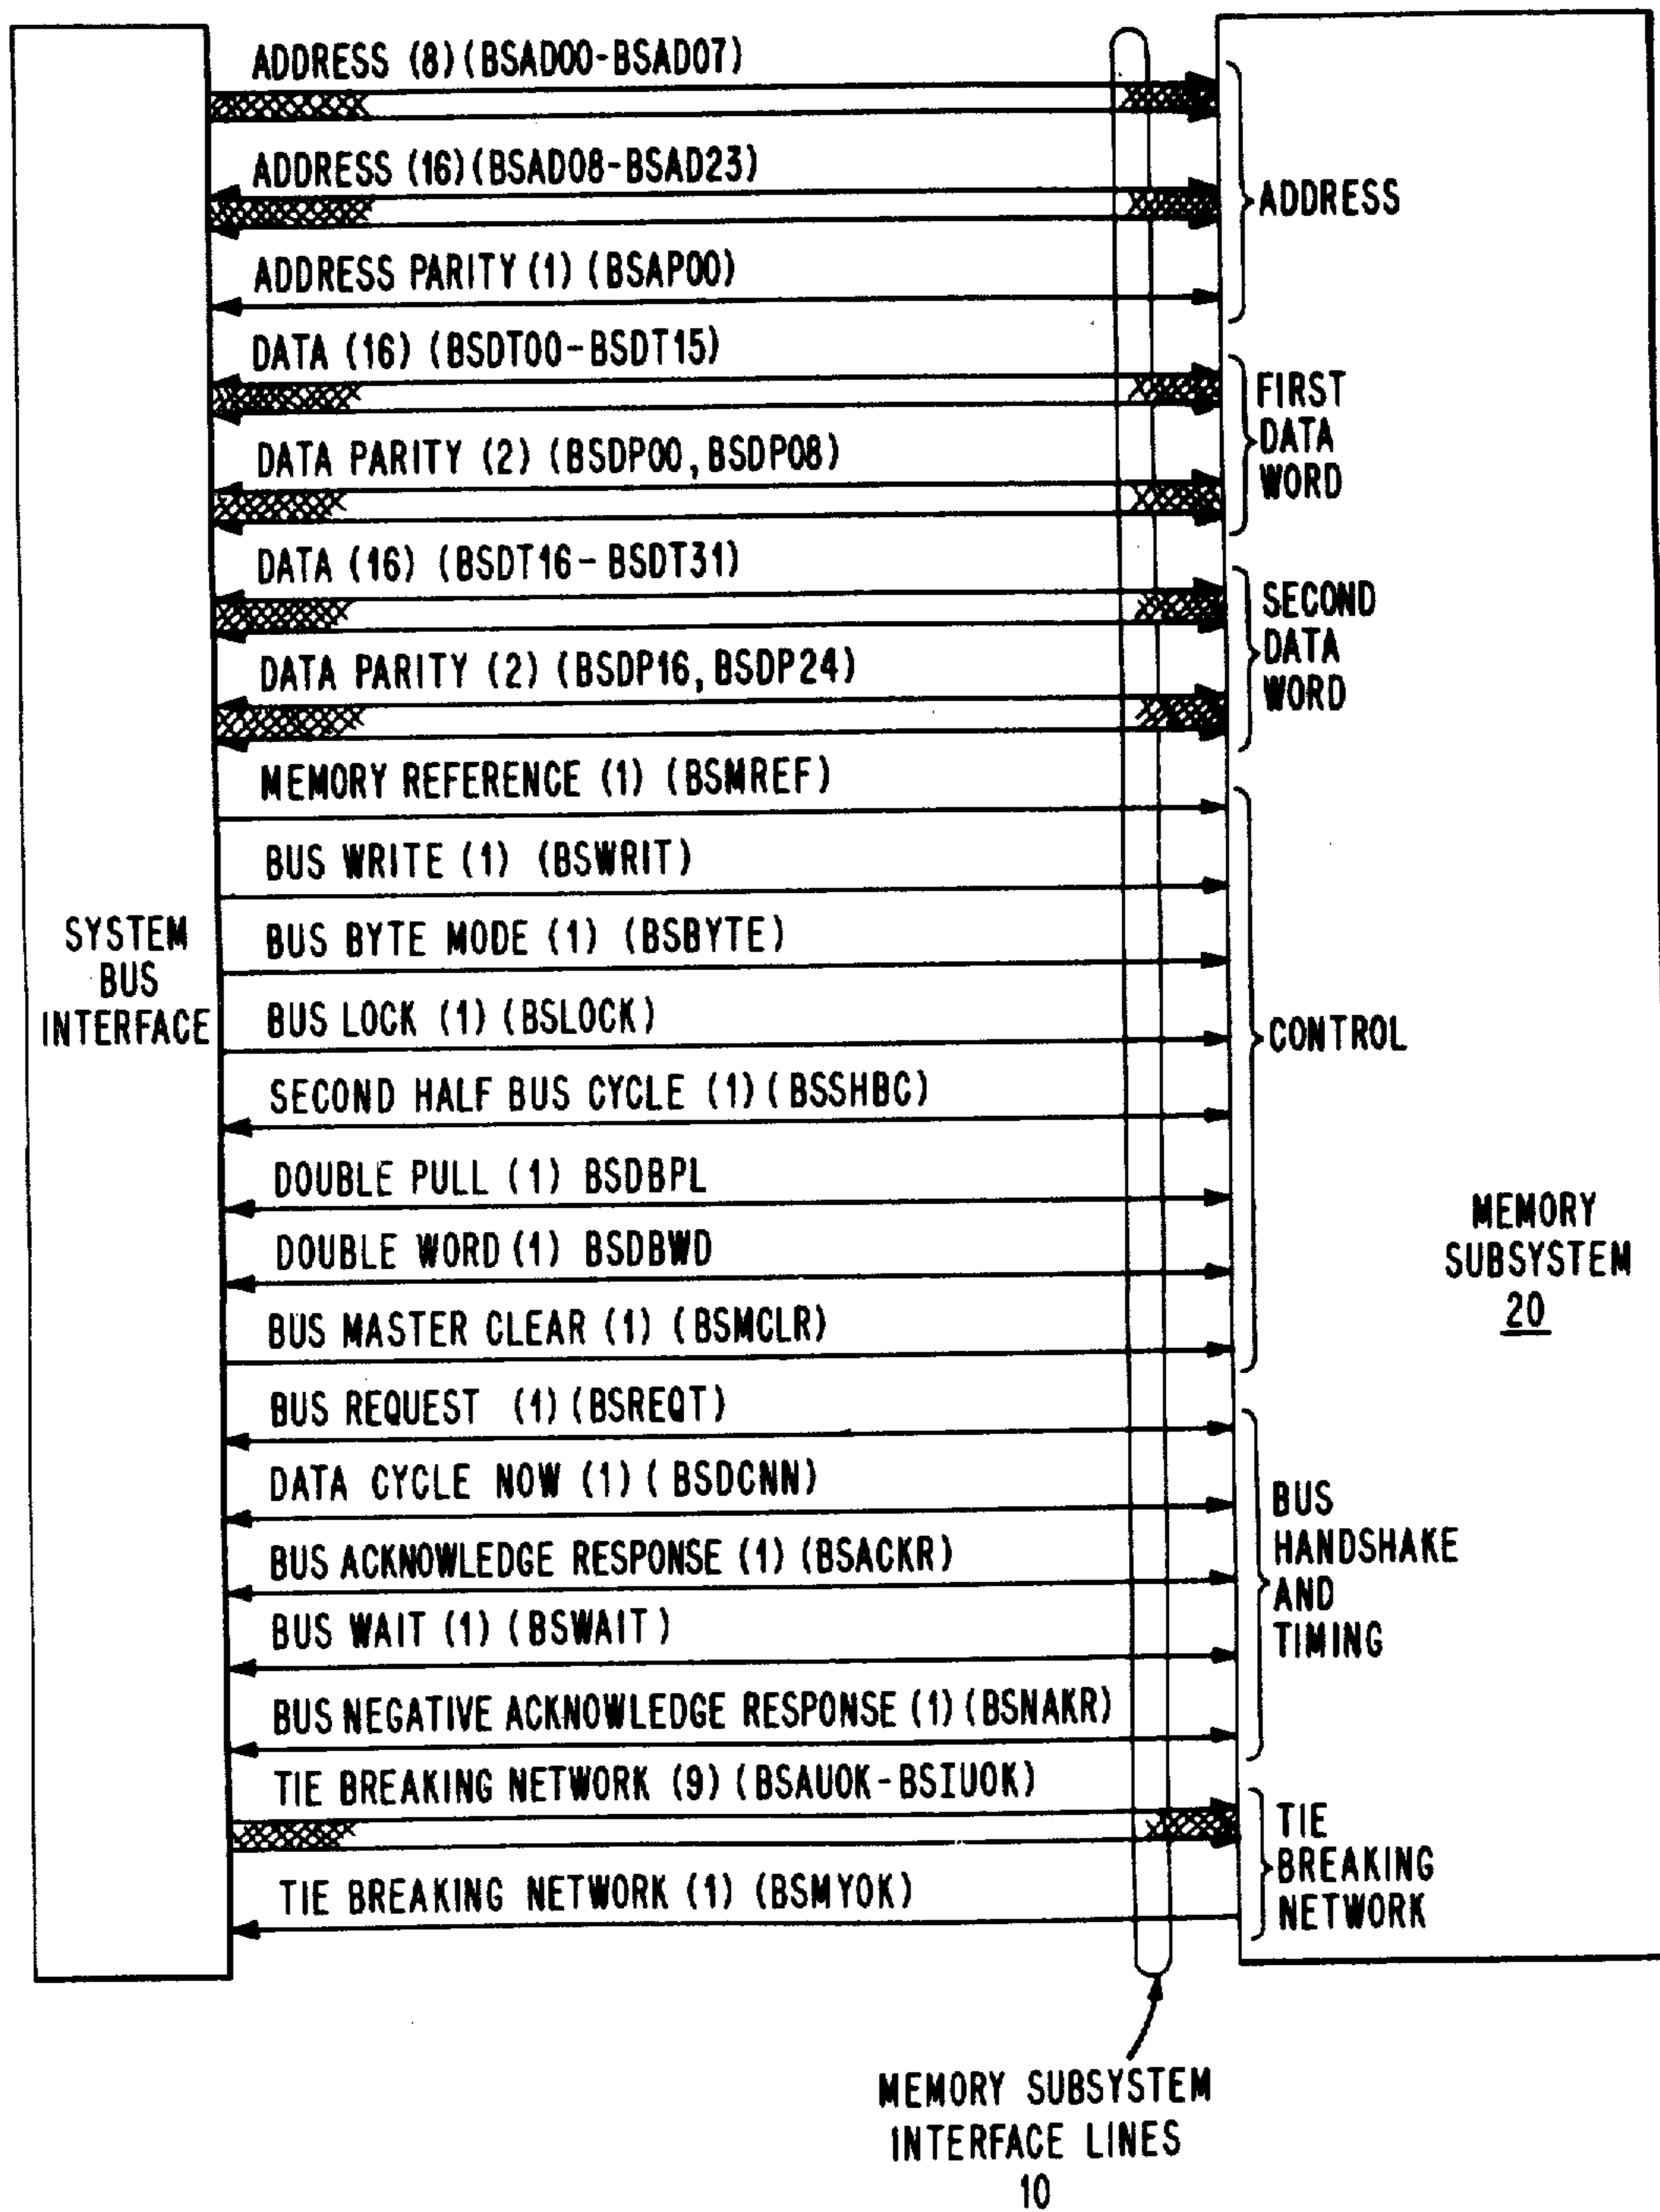 ADDRESS (8) (BSAD00-BSAD07)
ADDRESS (16) (BSAD08-BSAD23)
ADDRESS PARITY (1) (BSAP00)
ADDRESS
DATA (16) (BSDT00-BSDT15)
DATA PARITY (2) (BSDP00, BSDP08)
FIRST
DATA
WORD
DATA (16) (BSDT16-BSDT31)
DATA PARITY (2) (BSDP16, BSDP24)
SECOND
DATA
WORD
MEMORY REFERENCE (1) (BSMREF)
BUS WRITE (1) (BSWRIT)
BUS BYTE MODE (1) (BSBYTE)
BUS LOCK (1) (BSLOCK)
SECOND HALF BUS CYCLE (1) (BSSHBC)
DOUBLE PULL (1) BSDBPL
DOUBLE WORD (1) BSDBWD
BUS MASTER CLEAR (1) (BSMCLR)
CONTROL
SYSTEM
BUS
INTERFACE
MEMORY
SUBSYSTEM
20
BUS REQUEST (1) (BSREQT)
DATA CYCLE NOW (1) (BSDCNN)
BUS ACKNOWLEDGE RESPONSE (1) (BSACKR)
BUS WAIT (1) (BSWAIT)
BUS NEGATIVE ACKNOWLEDGE RESPONSE (1) (BSNAKR)
BUS
HANDSHAKE
AND
TIMING
TIE BREAKING NETWORK (9) (BSAUOK-BSIUOK)
TIE BREAKING NETWORK (1) (BSMYOK)
TIE
BREAKING
NETWORK
MEMORY SUBSYSTEM
INTERFACE LINES
10